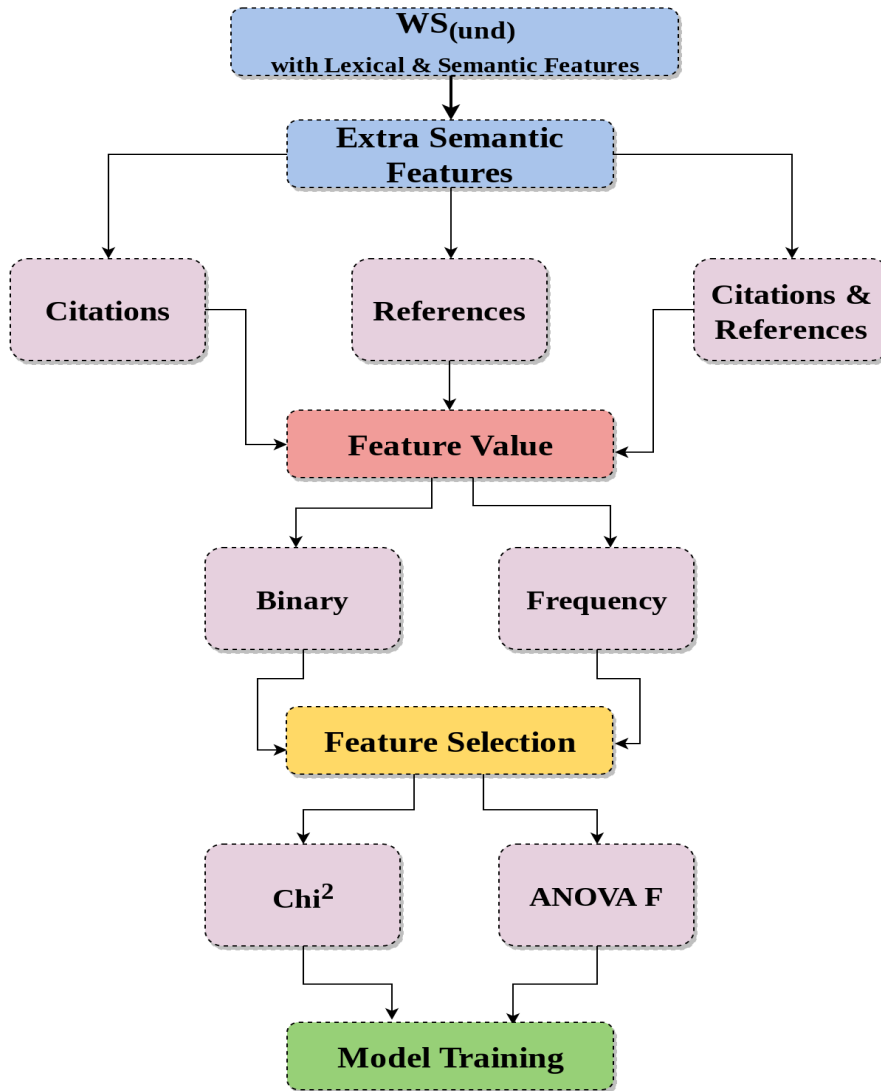 WS(und)
with Lexical & Semantic Features
Extra Semantic
Features
Citations
References
Citations &
References
Feature Value
Binary
Frequency
Feature Selection
Chi²
ANOVA F
Model Training